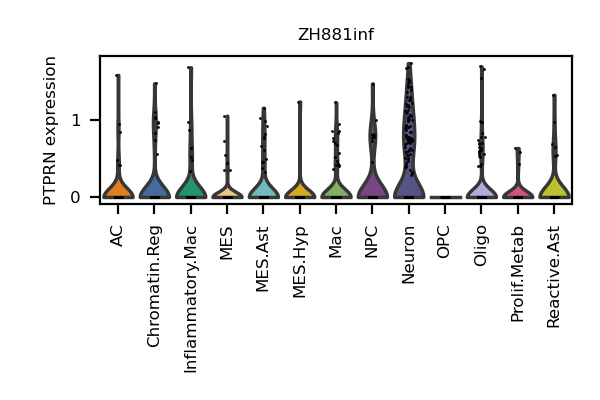 ZH881inf
PTPRN expression
1
0
AC
Chromatin.Reg
Inflammatory.Mac
MES
MES.Ast
MES.Hyp
Mac
NPC
Neuron
OPC
Oligo
Prolif.Metab
Reactive.Ast